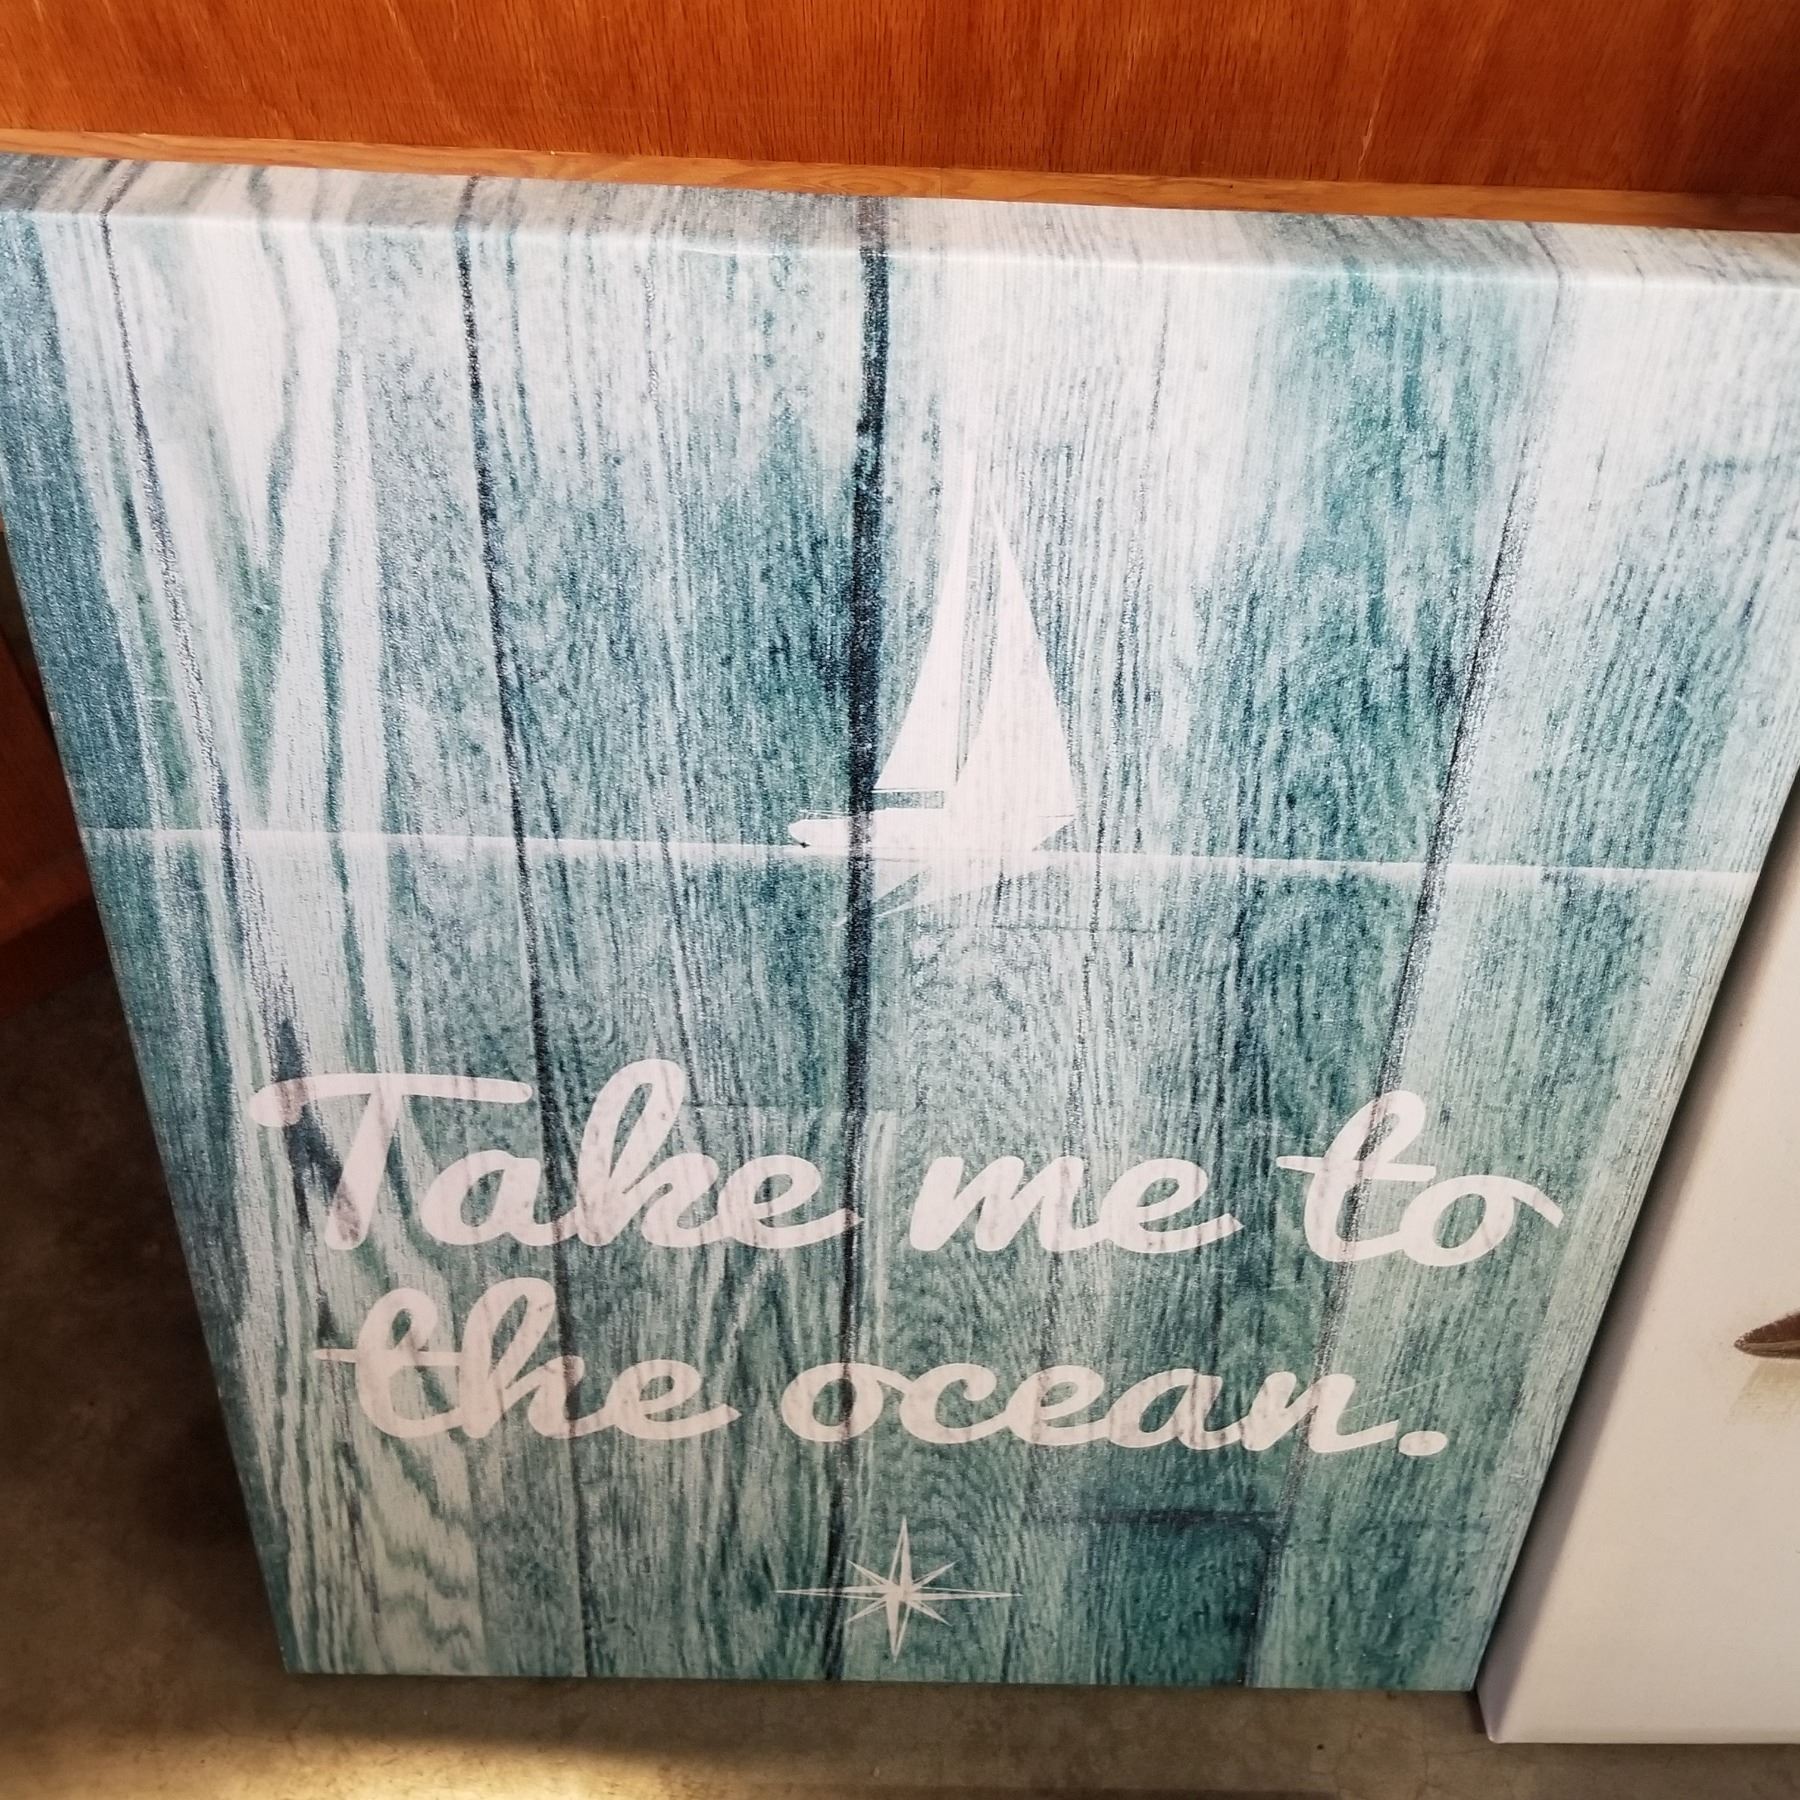 Take me to
the ocean.